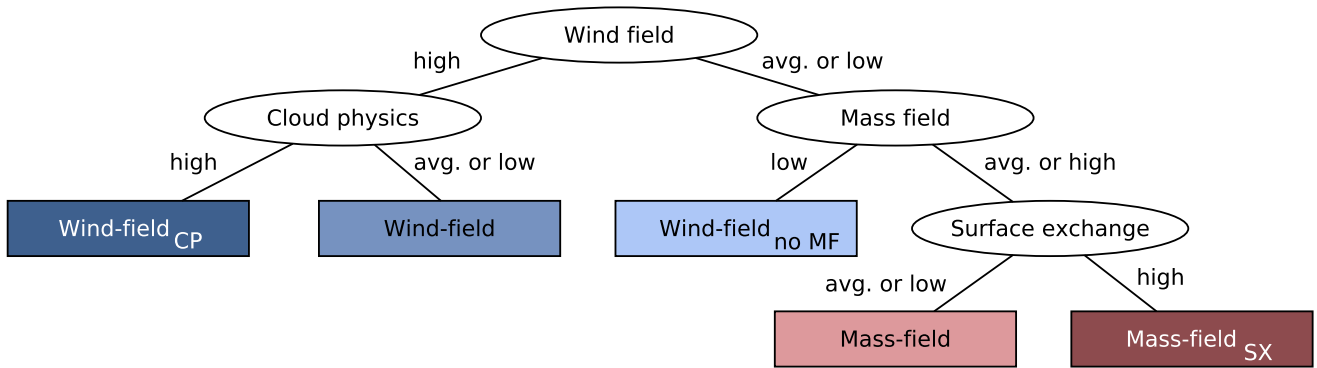 Wind field
high
avg. or low
Cloud physics
Mass field
high
avg. or low
low
avg. or high
Wind-field CP
Wind-field
Wind-field no MF
Surface exchange
avg. or low
high
Mass-field
Mass-field SX